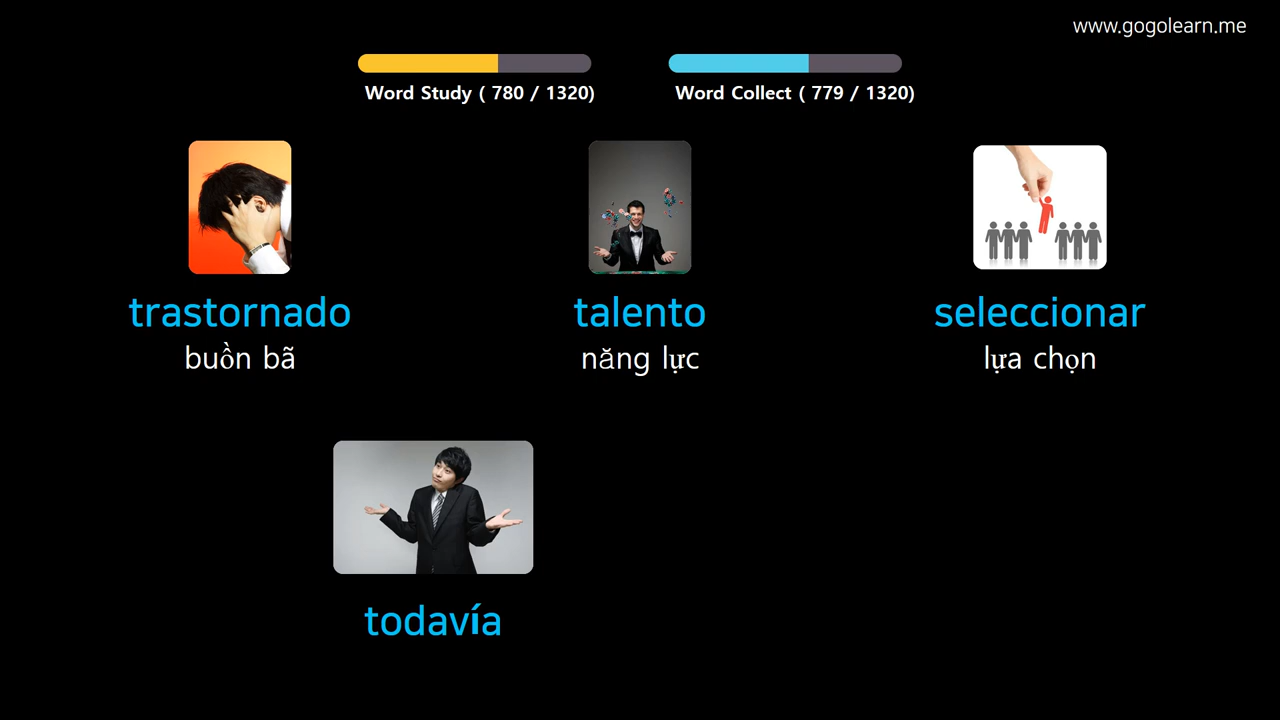 www.gogolearn.me
Word Study ( 780 / 1320)
Word Collect ( 779 / 1320)
trastornado
buồn bã
talento
năng lực
seleccionar
lựa chọn
todavía